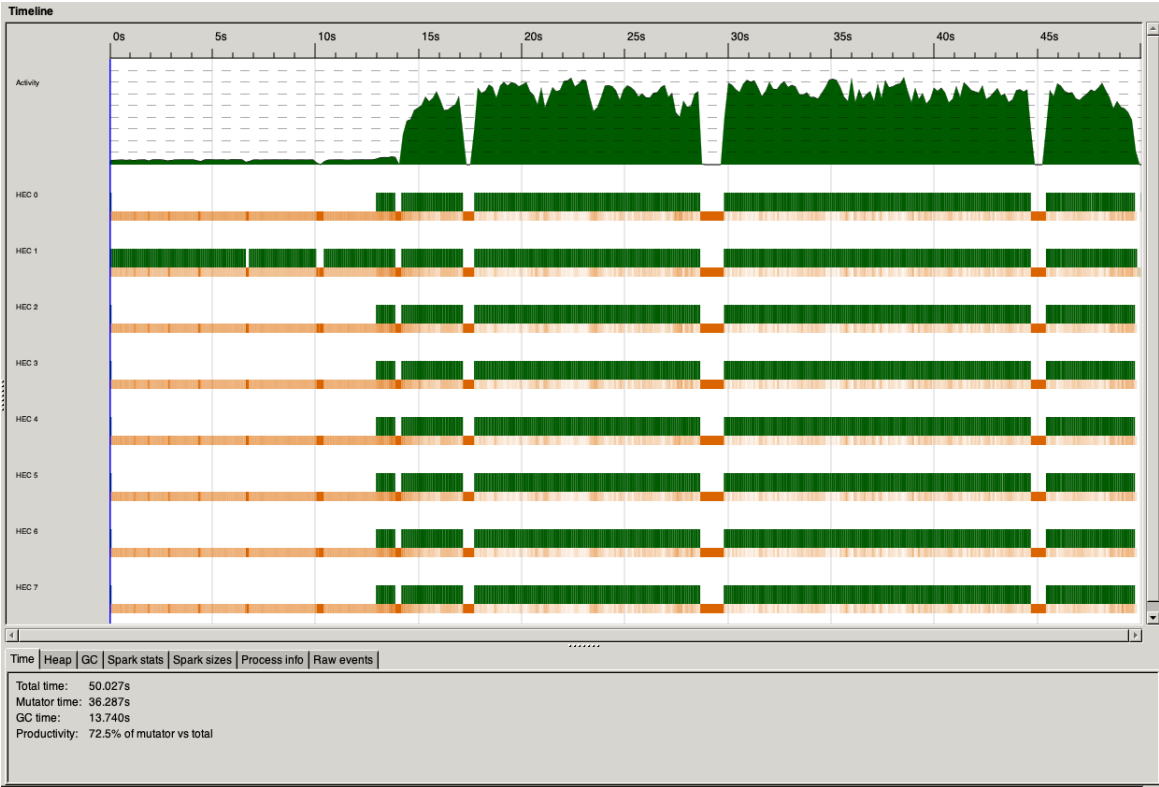 Timeline
0s 5s 10s 15s 20s 25s 30s 35s 40s 45s
Activity
HEC 0
HEC 1
HEC 2
HEC 3
HEC 4
HEC 5
HEC 6
HEC 7
Time Heap GC Spark stats Spark sizes Process info Raw events
Total time: 50.027s
Mutator time: 36.287s
GC time: 13.740s
Productivity: 72.5% of mutator vs total